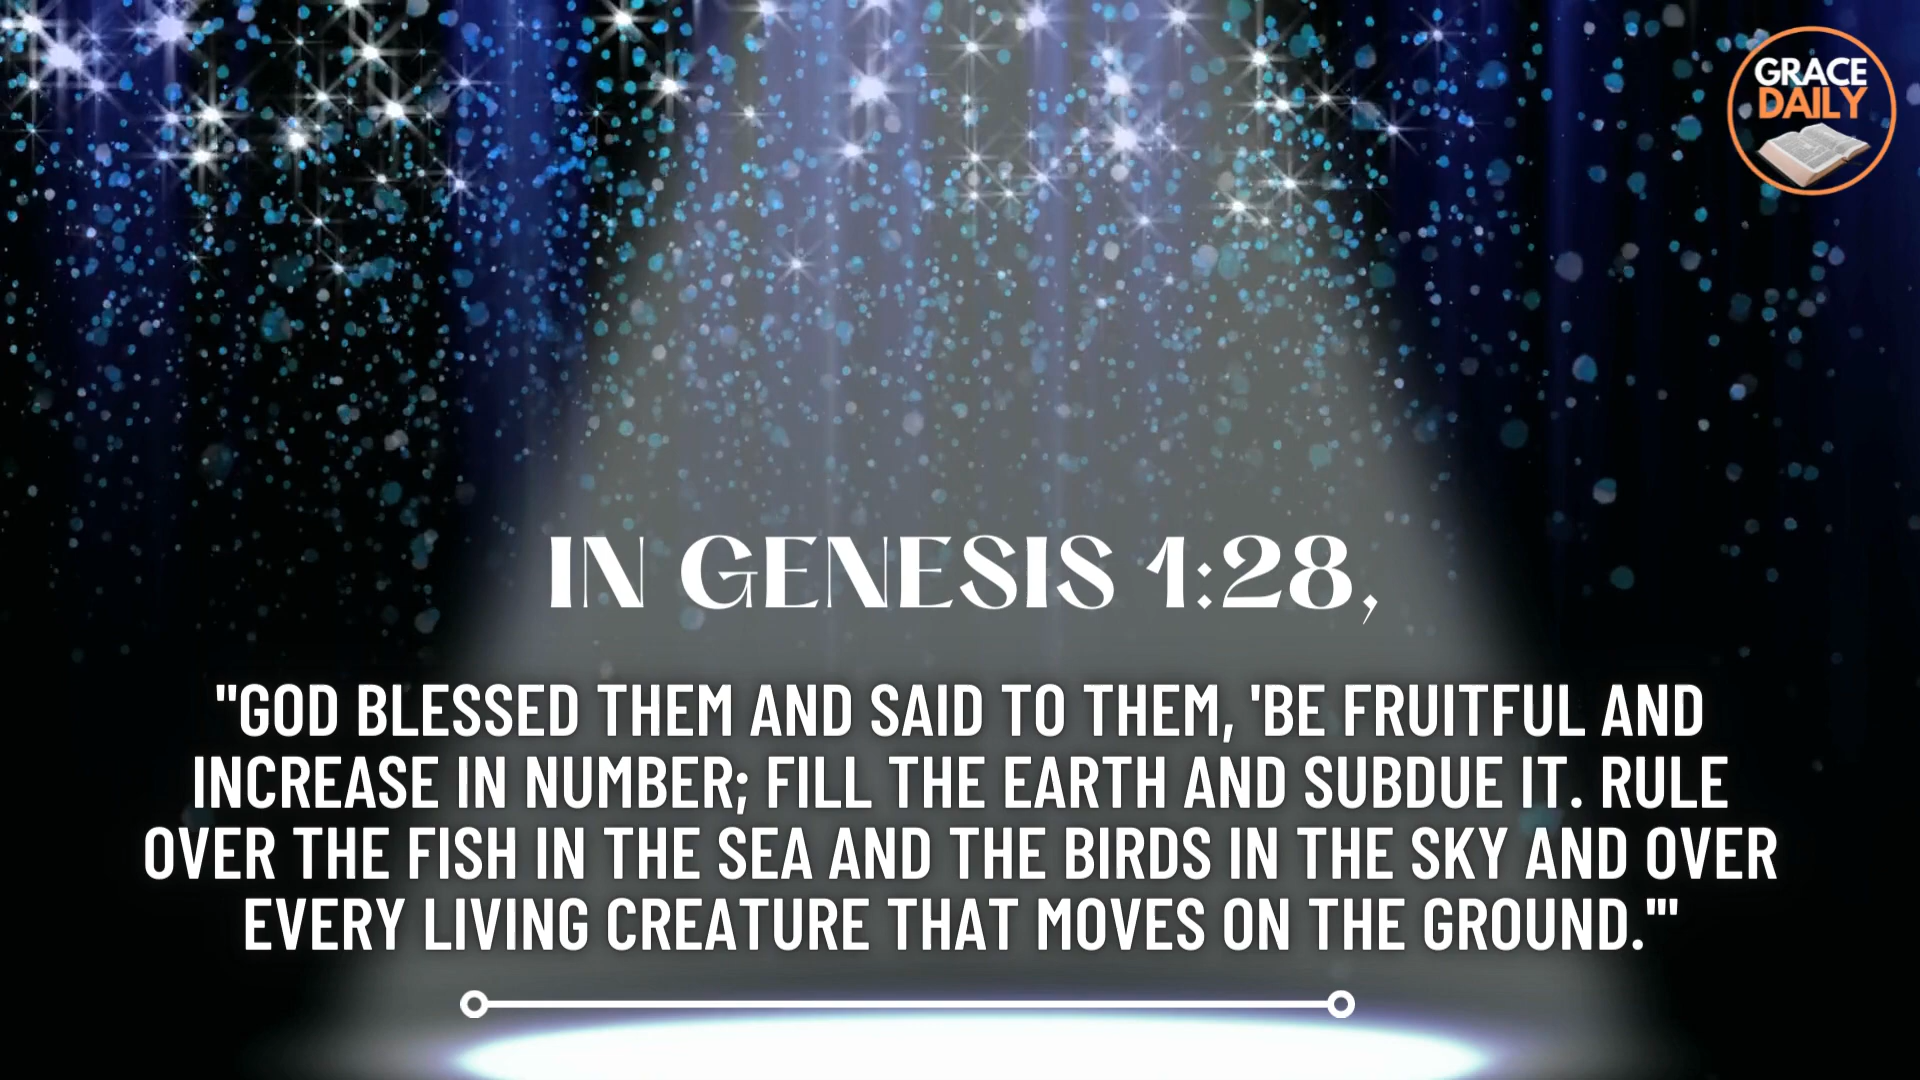 GRACE
DAILY
IN GENESIS 1:28,
"GOD BLESSED THEM AND SAID TO THEM, 'BE FRUITFUL AND
INCREASE IN NUMBER; FILL THE EARTH AND SUBDUE IT. RULE
OVER THE FISH IN THE SEA AND THE BIRDS IN THE SKY AND OVER
EVERY LIVING CREATURE THAT MOVES ON THE GROUND.'"